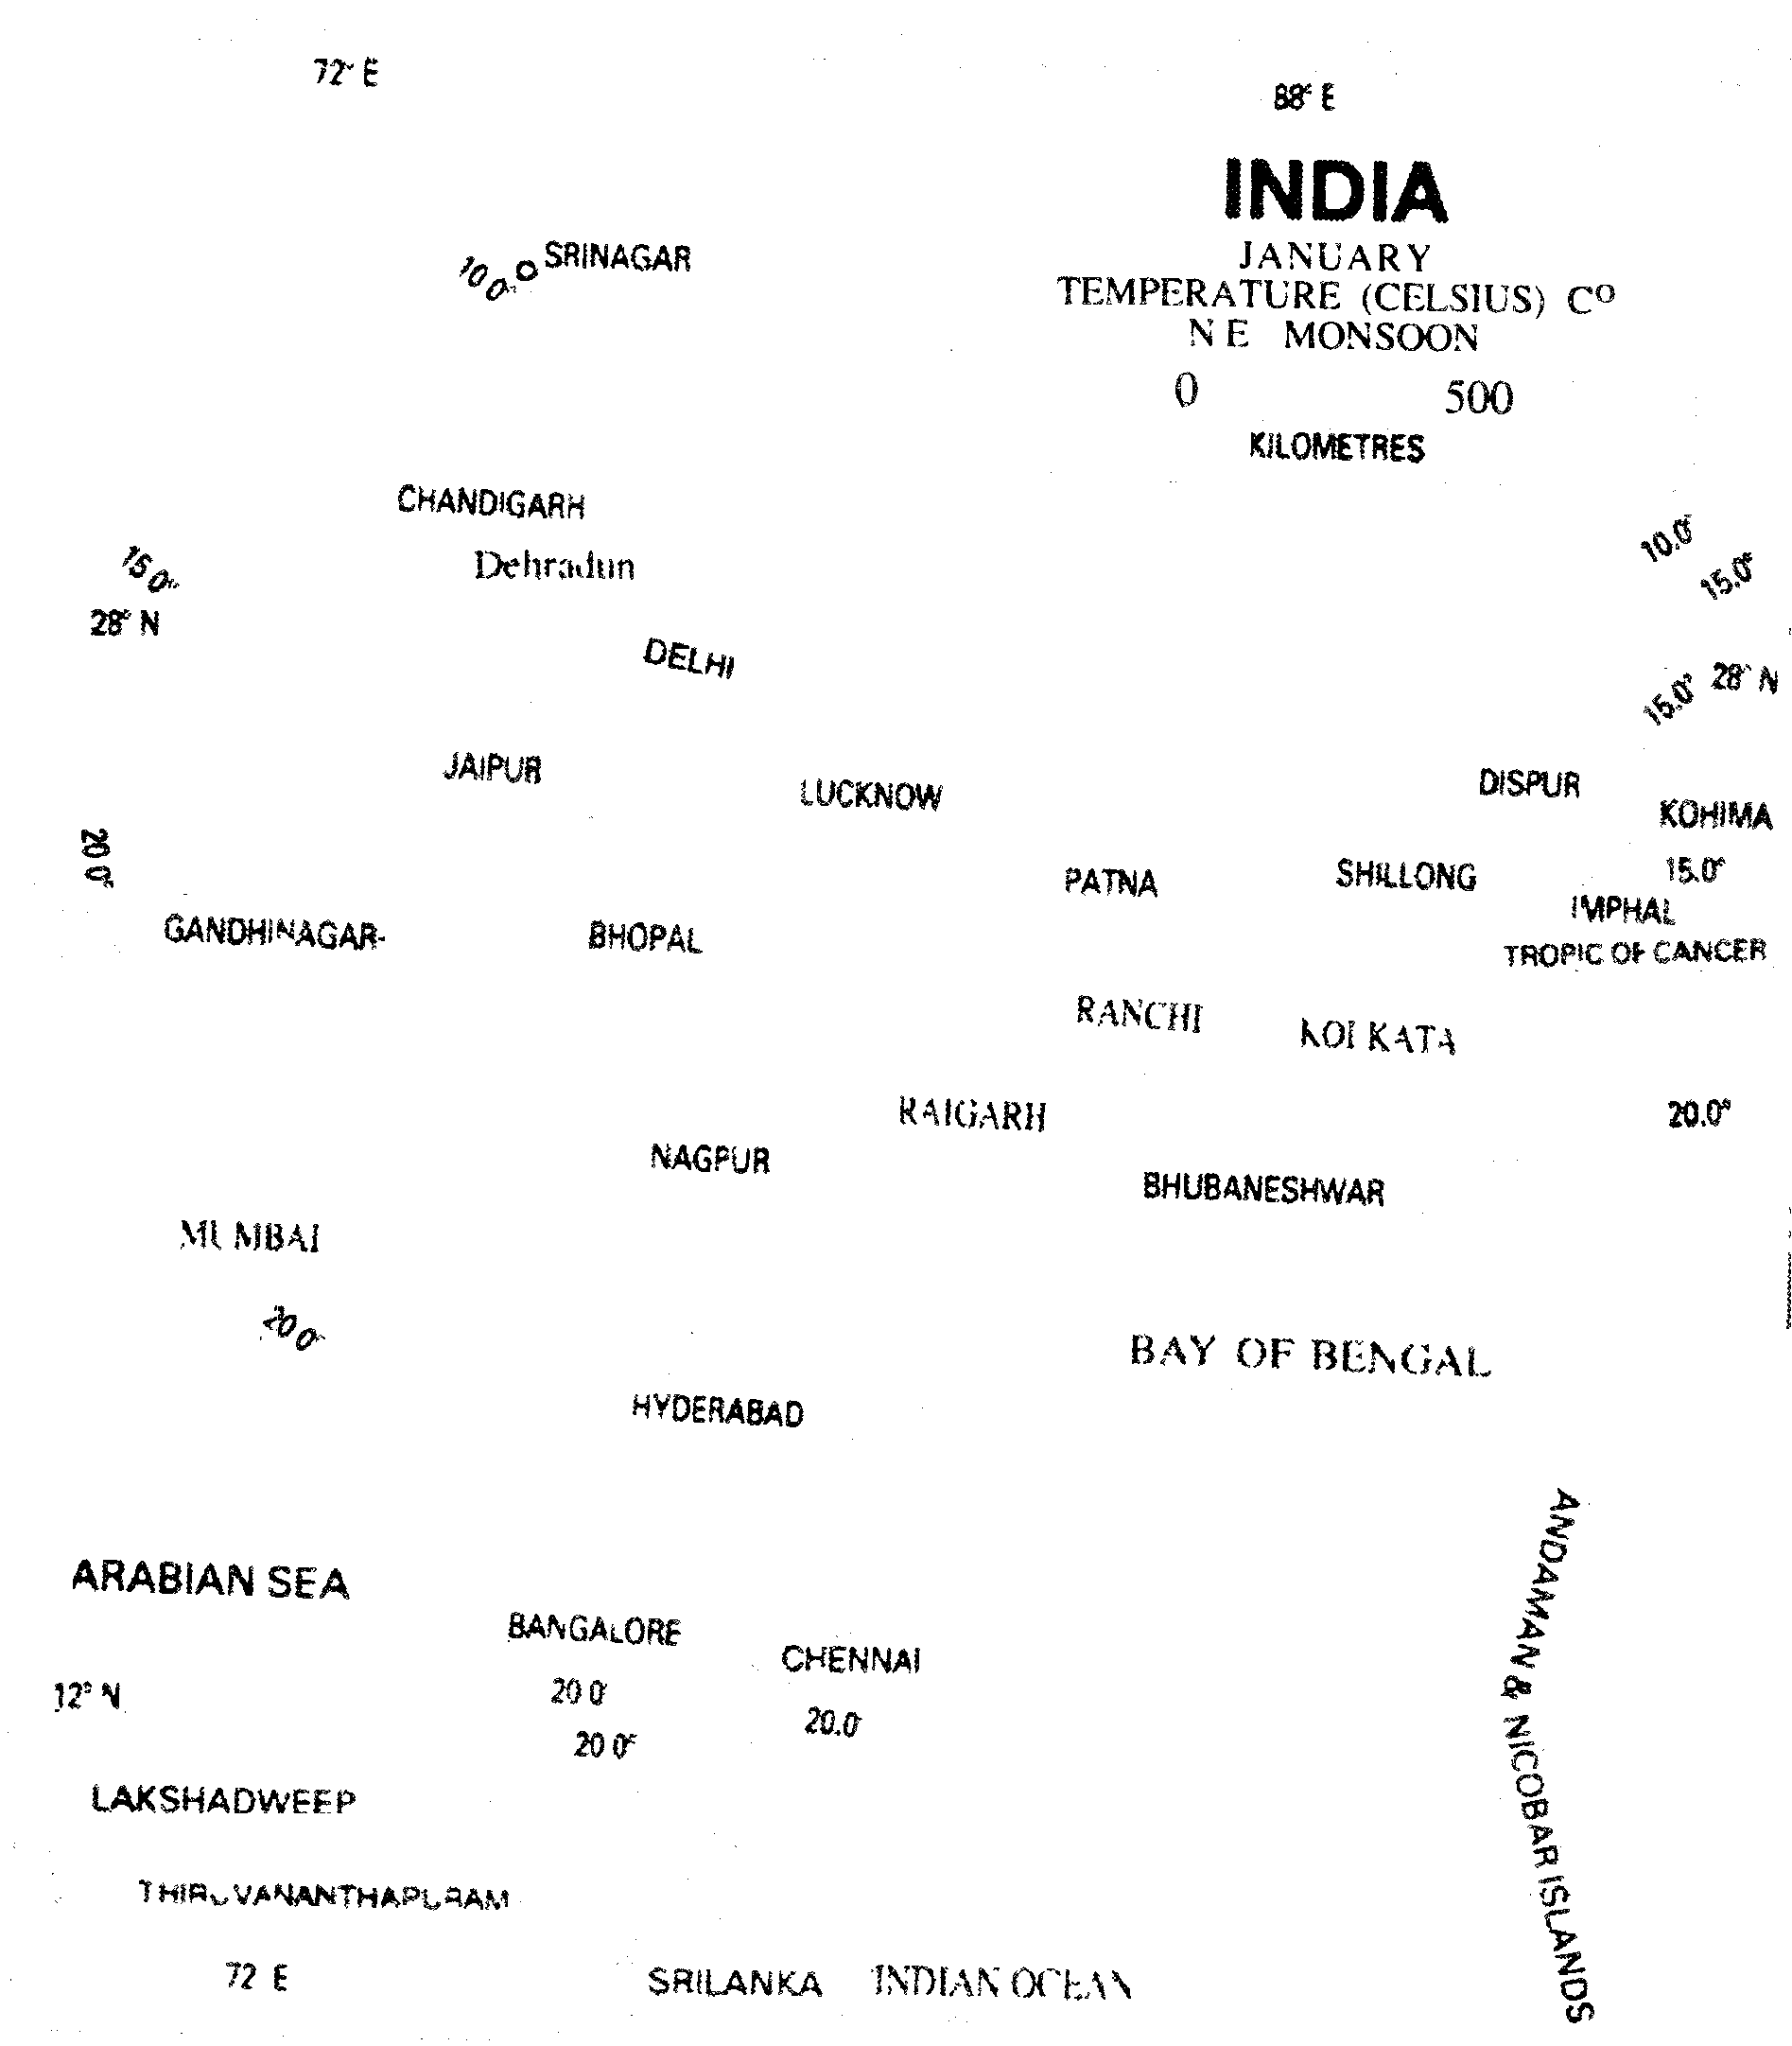 72° E
88° E
INDIA
JANUARY
TEMPERATURE (CELSIUS) C°
N E MONSOON
0 500
KILOMETRES
10 0°
SRINAGAR
CHANDIGARH
Dehradun
10.0°
15.0°
15 0°
28° N
DELHI
28° N
15.0°
JAIPUR
LUCKNOW
DISPUR
KOHIMA
20 0°
PATNA
SHILLONG
15.0°
IMPHAL
GANDHINAGAR
BHOPAL
TROPIC OF CANCER
RANCHI
KOLKATA
RAIGARH
20.0°
NAGPUR
BHUBANESHWAR
MUMBAI
20 0°
BAY OF BENGAL
HYDERABAD
ANDAMAN & NICOBAR ISLANDS
ARABIAN SEA
BANGALORE
CHENNAI
12° N
20 0°
20.0°
20 0°
LAKSHADWEEP
THIRUVANANTHAPURAM
72 E
SRILANKA
INDIAN OCEAN